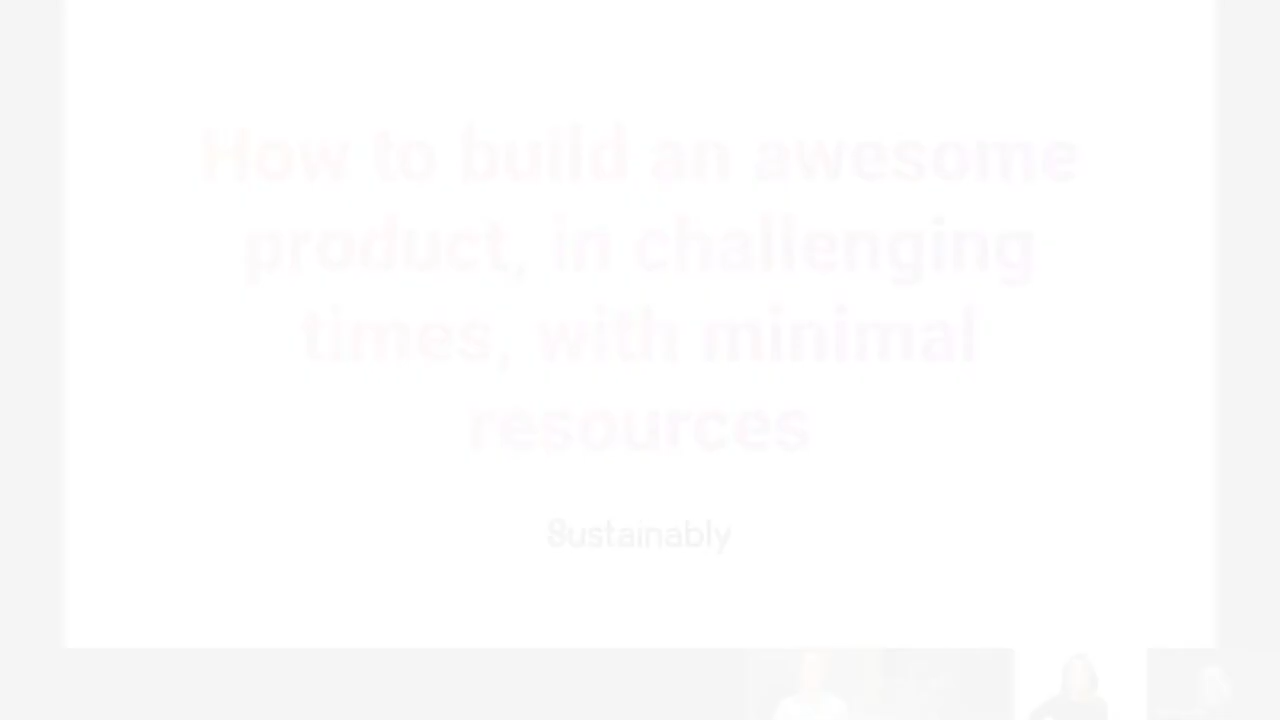 How to build an awesome
product, in challenging
times, with minimal
resources
Sustainably